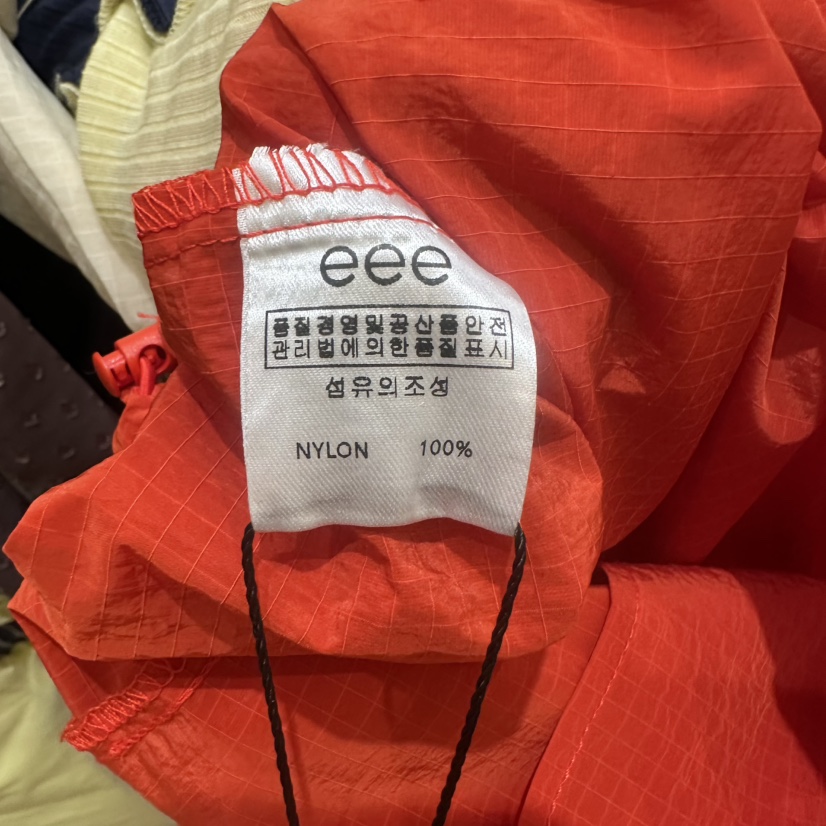 eee
품질경영및공산품안전
관리법에의한품질표시
섬유의조성
NYLON 100%